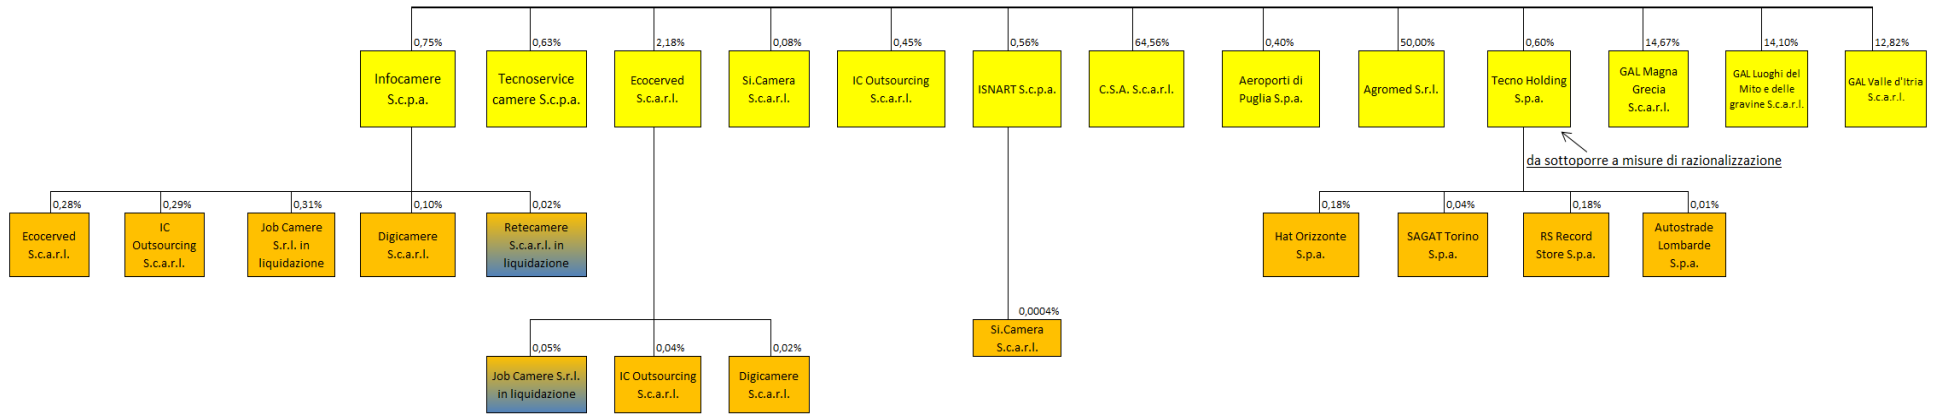 0,75%
0,63%
2,18%
0,08%
0,45%
0,56%
64,56%
0,40%
50,00%
0,60%
14,67%
14,10%
12,82%
Infocamere
S.c.p.a.
Tecnoservice
camere S.c.p.a.
Ecocerved
S.c.a.r.l.
Si.Camera
S.c.a.r.l.
IC Outsourcing
S.c.a.r.l.
ISNART S.c.p.a.
C.S.A. S.c.a.r.l.
Aeroporti di
Puglia S.p.a.
Agromed S.r.l.
Tecno Holding
S.p.a.
GAL Magna
Grecia
S.c.a.r.l.
GAL Luoghi del
Mito e delle
gravine S.c.a.r.l.
GAL Valle d'Itria
S.c.a.r.l.
da sottoporre a misure di razionalizzazione
0,28%
0,29%
0,31%
0,10%
0,02%
0,18%
0,04%
0,18%
0,01%
Ecocerved
S.c.a.r.l.
IC
Outsourcing
S.c.a.r.l.
Job Camere
S.r.l. in
liquidazione
Digicamere
S.c.a.r.l.
Retecamere
S.c.a.r.l. in
liquidazione
Hat Orizzonte
S.p.a.
SAGAT Torino
S.p.a.
RS Record
Store S.p.a.
Autostrade
Lombarde
S.p.a.
0,0004%
Si.Camera
S.c.a.r.l.
0,05%
0,04%
0,02%
Job Camere S.r.l.
in liquidazione
IC Outsourcing
S.c.a.r.l.
Digicamere
S.c.a.r.l.